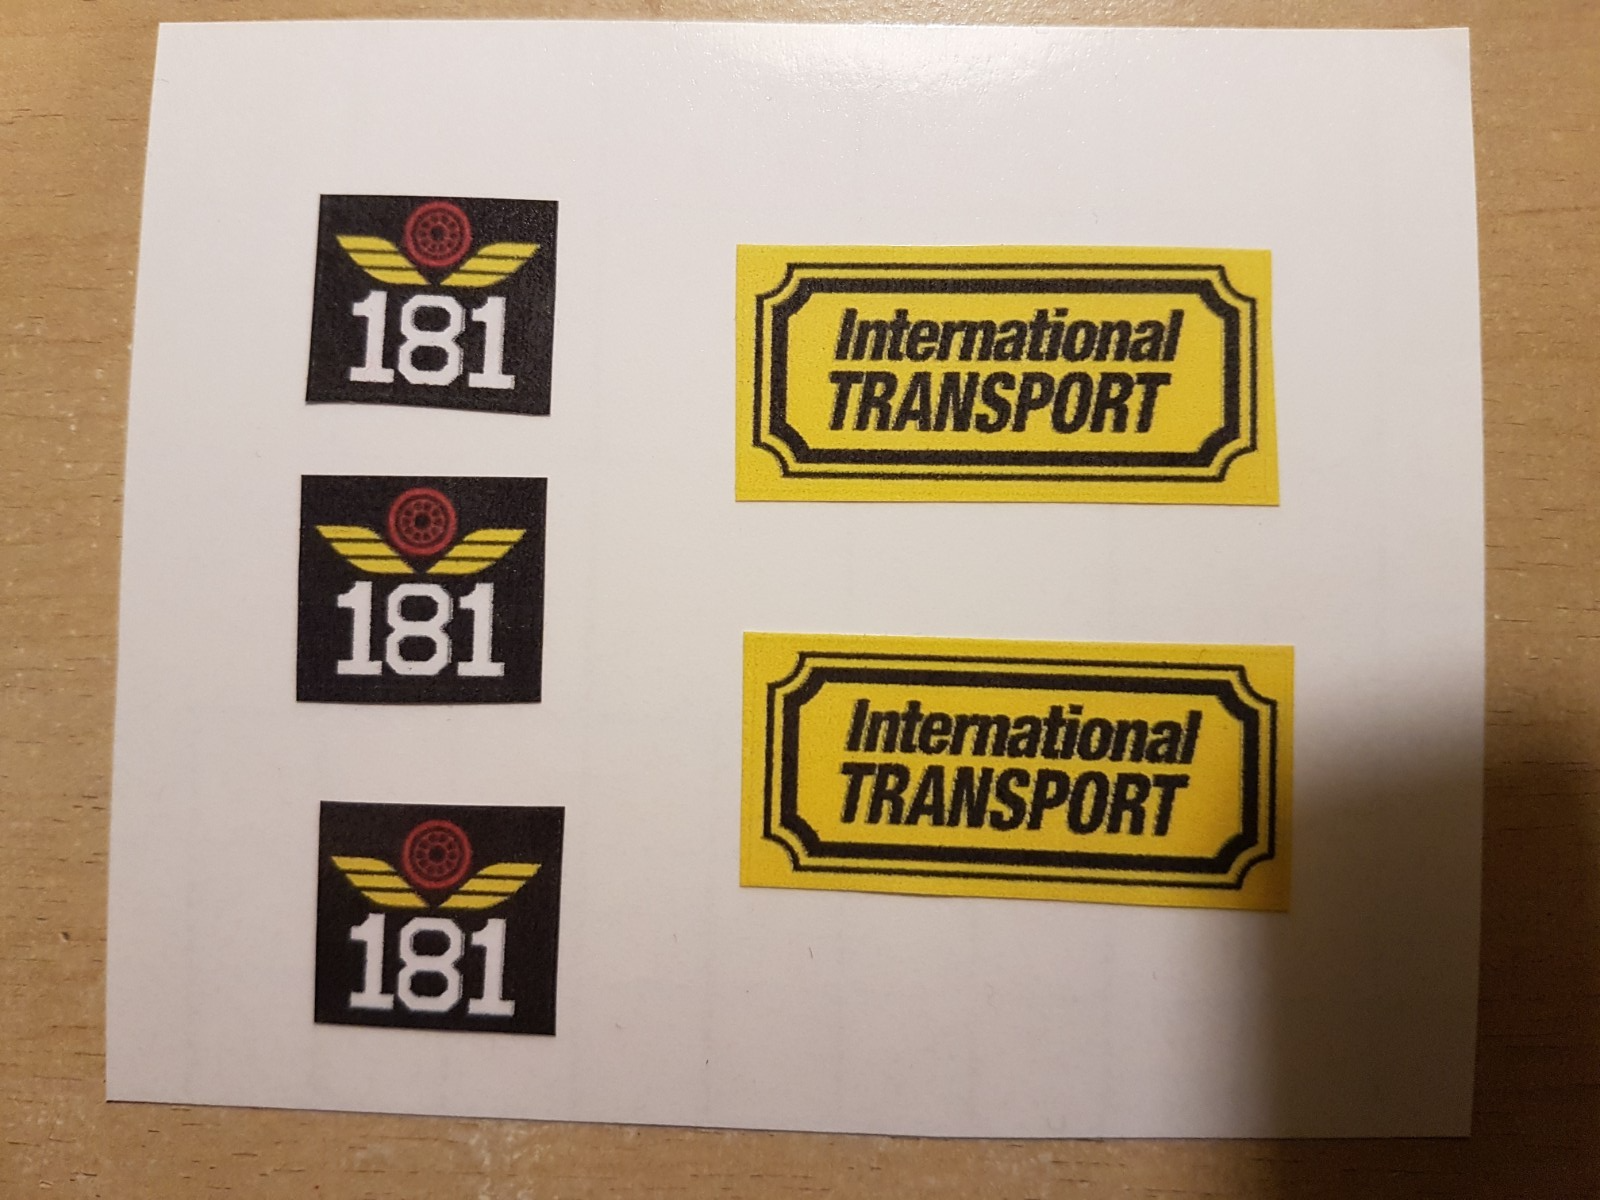 181
181
181
International
TRANSPORT
International
TRANSPORT